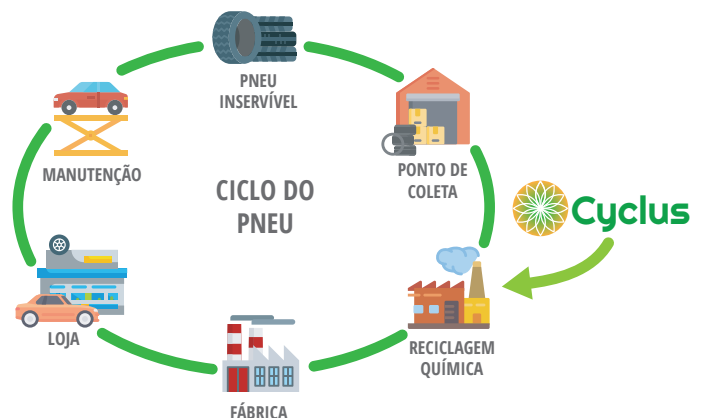 PNEU
INSERVÍVEL
MANUTENÇÃO
PONTO DE
COLETA
CICLO DO
PNEU
Cyclus
LOJA
RECICLAGEM
QUÍMICA
FÁBRICA